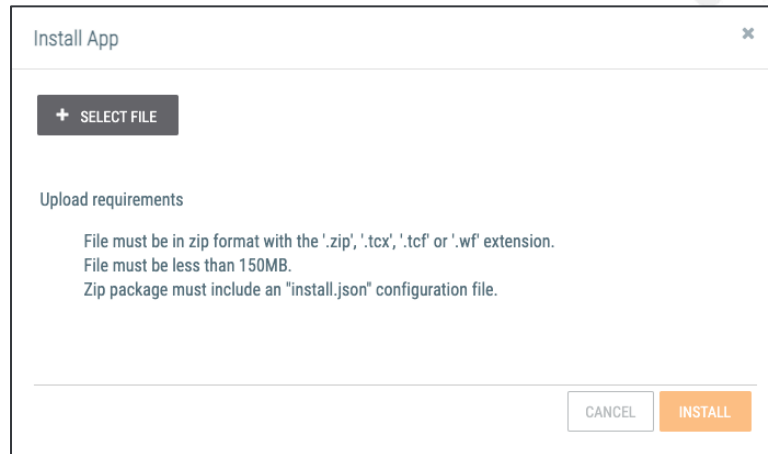 Install App
+ SELECT FILE
Upload requirements
File must be in zip format with the '.zip', '.tcx', '.tcf' or '.wf' extension.
File must be less than 150MB.
Zip package must include an "install.json" configuration file.
CANCEL INSTALL